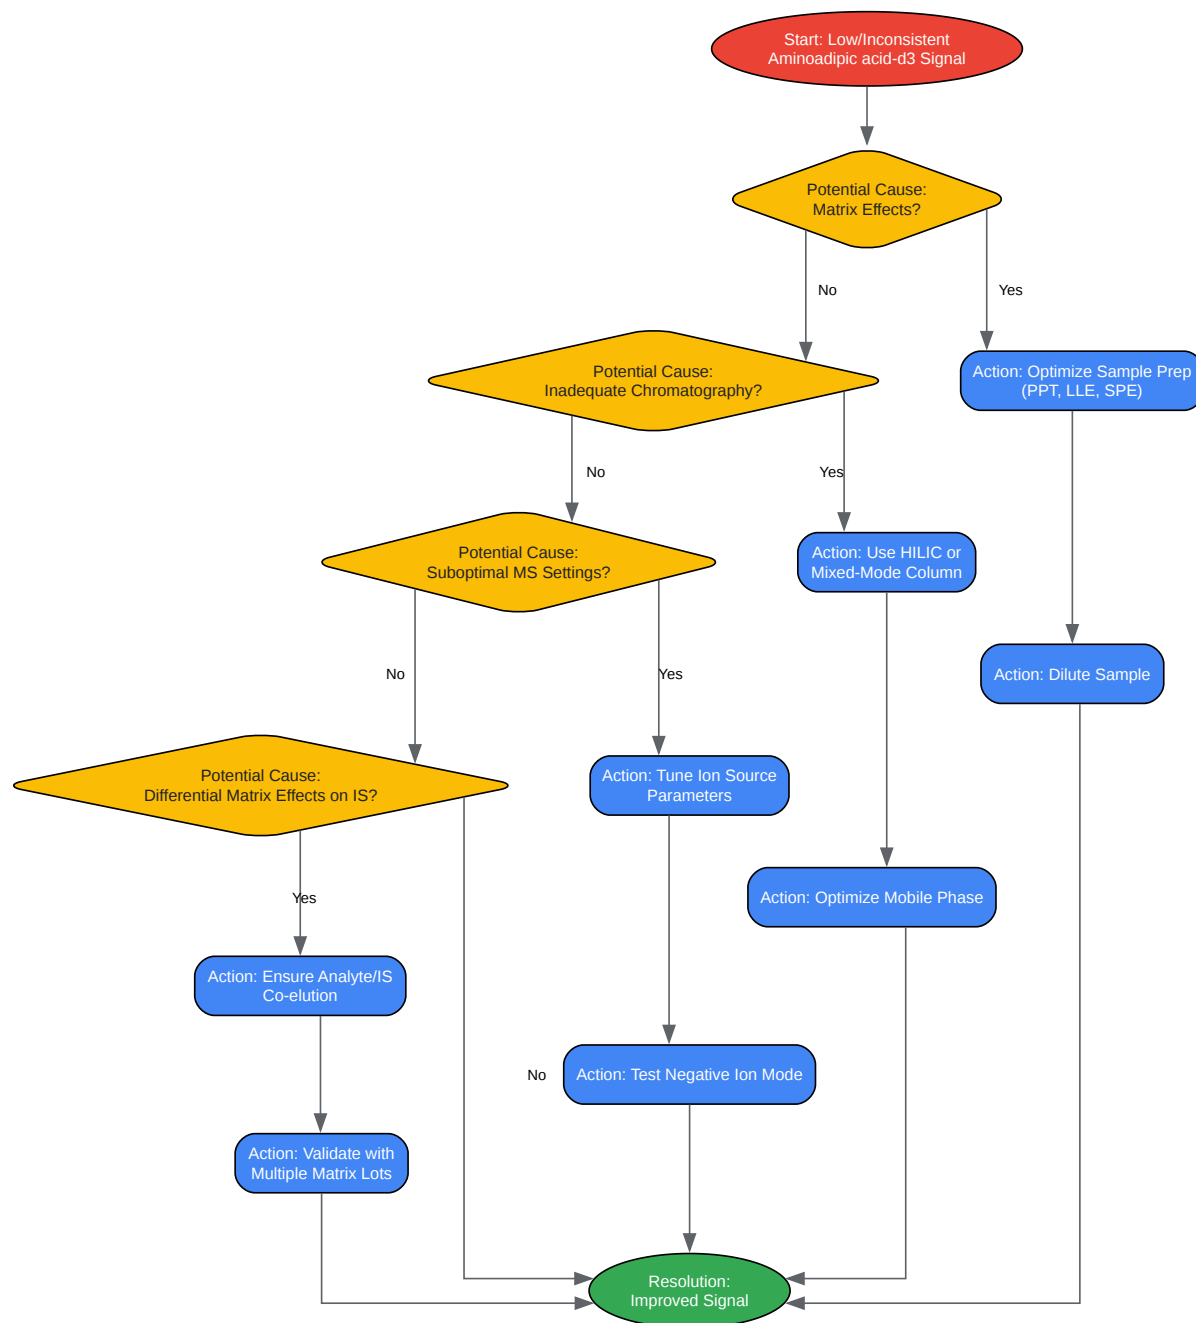 Start: Low/Inconsistent
Aminoadipic acid-d3 Signal
Potential Cause:
Matrix Effects?
No
Yes
Potential Cause:
Inadequate Chromatography?
Action: Optimize Sample Prep
(PPT, LLE, SPE)
No
Yes
Potential Cause:
Suboptimal MS Settings?
Action: Use HILIC or
Mixed-Mode Column
No
Yes
Action: Dilute Sample
Potential Cause:
Differential Matrix Effects on IS?
Action: Tune Ion Source
Parameters
Yes
Action: Optimize Mobile Phase
Action: Ensure Analyte/IS
Co-elution
No
Action: Test Negative Ion Mode
Action: Validate with
Multiple Matrix Lots
Resolution:
Improved Signal